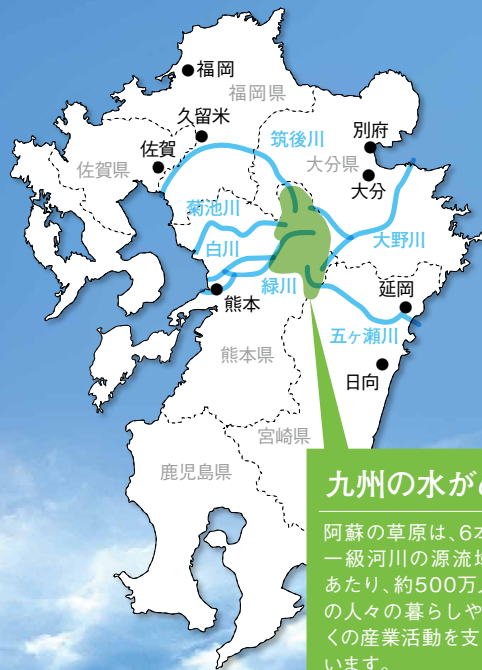 福岡
福岡県
久留米
筑後川
別府
佐賀
佐賀県
大分県
大分
菊池川
白川
大野川
緑川
延岡
熊本
五ヶ瀬川
熊本県
日向
宮崎県
鹿児島県
九州の水が
阿蘇の草原は、6本
一級河川の源流域
あたり、約500万人
の人々の暮らしや
くの産業活動を支
います。